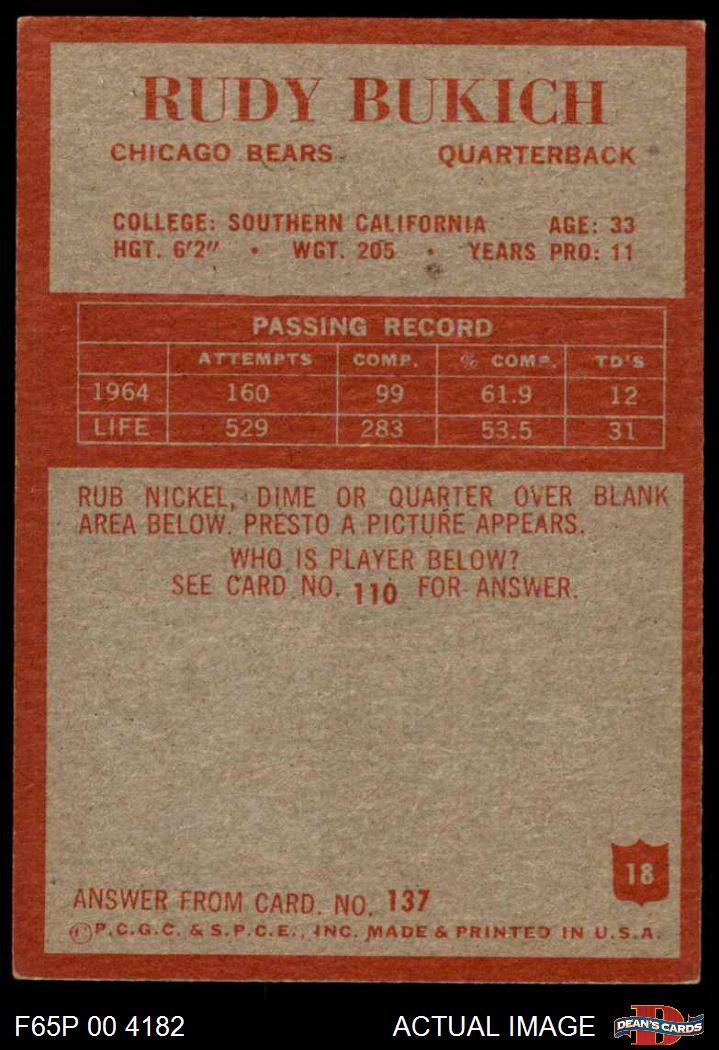 RUDY BUKICH
CHICAGO BEARS QUARTERBACK
COLLEGE: SOUTHERN CALIFORNIA AGE: 33
HGT. 6'2" • WGT. 205 • YEARS PRO: 11
PASSING RECORD
ATTEMPTS COMP. % COMP. TD'S
1964 160 99 61.9 12
LIFE 529 283 53.5 31
RUB NICKEL, DIME OR QUARTER OVER BLANK
AREA BELOW. PRESTO A PICTURE APPEARS.
WHO IS PLAYER BELOW?
SEE CARD NO. 110 FOR ANSWER.
18
ANSWER FROM CARD. NO. 137
©P.C.G.C. & S.P.C.E., INC. MADE & PRINTED IN U.S.A.
F65P 00 4182 ACTUAL IMAGE D DEAN'S CARDS